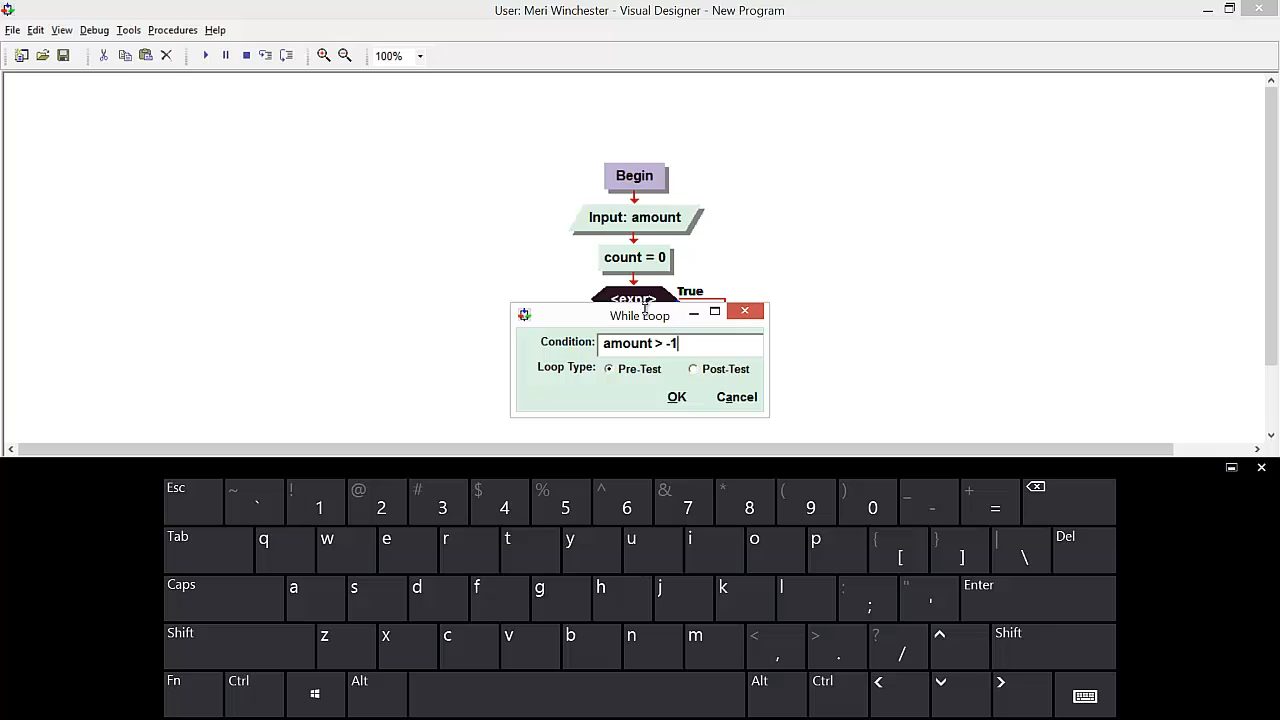 User: Meri Winchester - Visual Designer - New Program
File Edit View Debug Tools Procedures Help
100%
Begin
Input: amount
count = 0
<expr>
True
While Loop
Condition: amount > -1
Loop Type: Pre-Test Post-Test
OK Cancel
Esc ~ ` ! 1 @ 2 # 3 $ 4 % 5 ^ 6 & 7 * 8 ( 9 ) 0 _ - + =
Tab q w e r t y u i o p { [ } ] | \ Del
Caps a s d f g h j k l : ; " ' Enter
Shift z x c v b n m < , > . ? / Shift
Fn Ctrl Alt Alt Ctrl